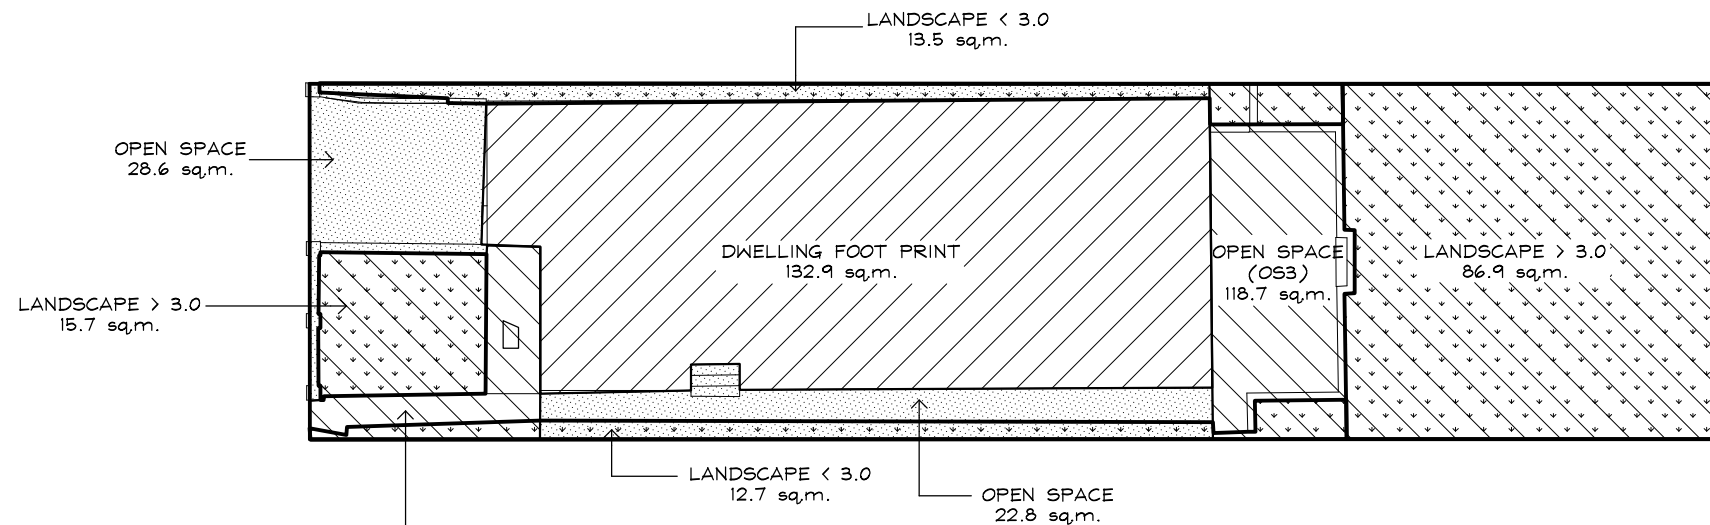 LANDSCAPE < 3.0
13.5 sq.m.
OPEN SPACE
28.6 sq.m.
DWELLING FOOT PRINT
132.9 sq.m.
OPEN SPACE
(OS3)
118.7 sq.m.
LANDSCAPE > 3.0
86.9 sq.m.
LANDSCAPE > 3.0
15.7 sq.m.
LANDSCAPE < 3.0
12.7 sq.m.
OPEN SPACE
22.8 sq.m.